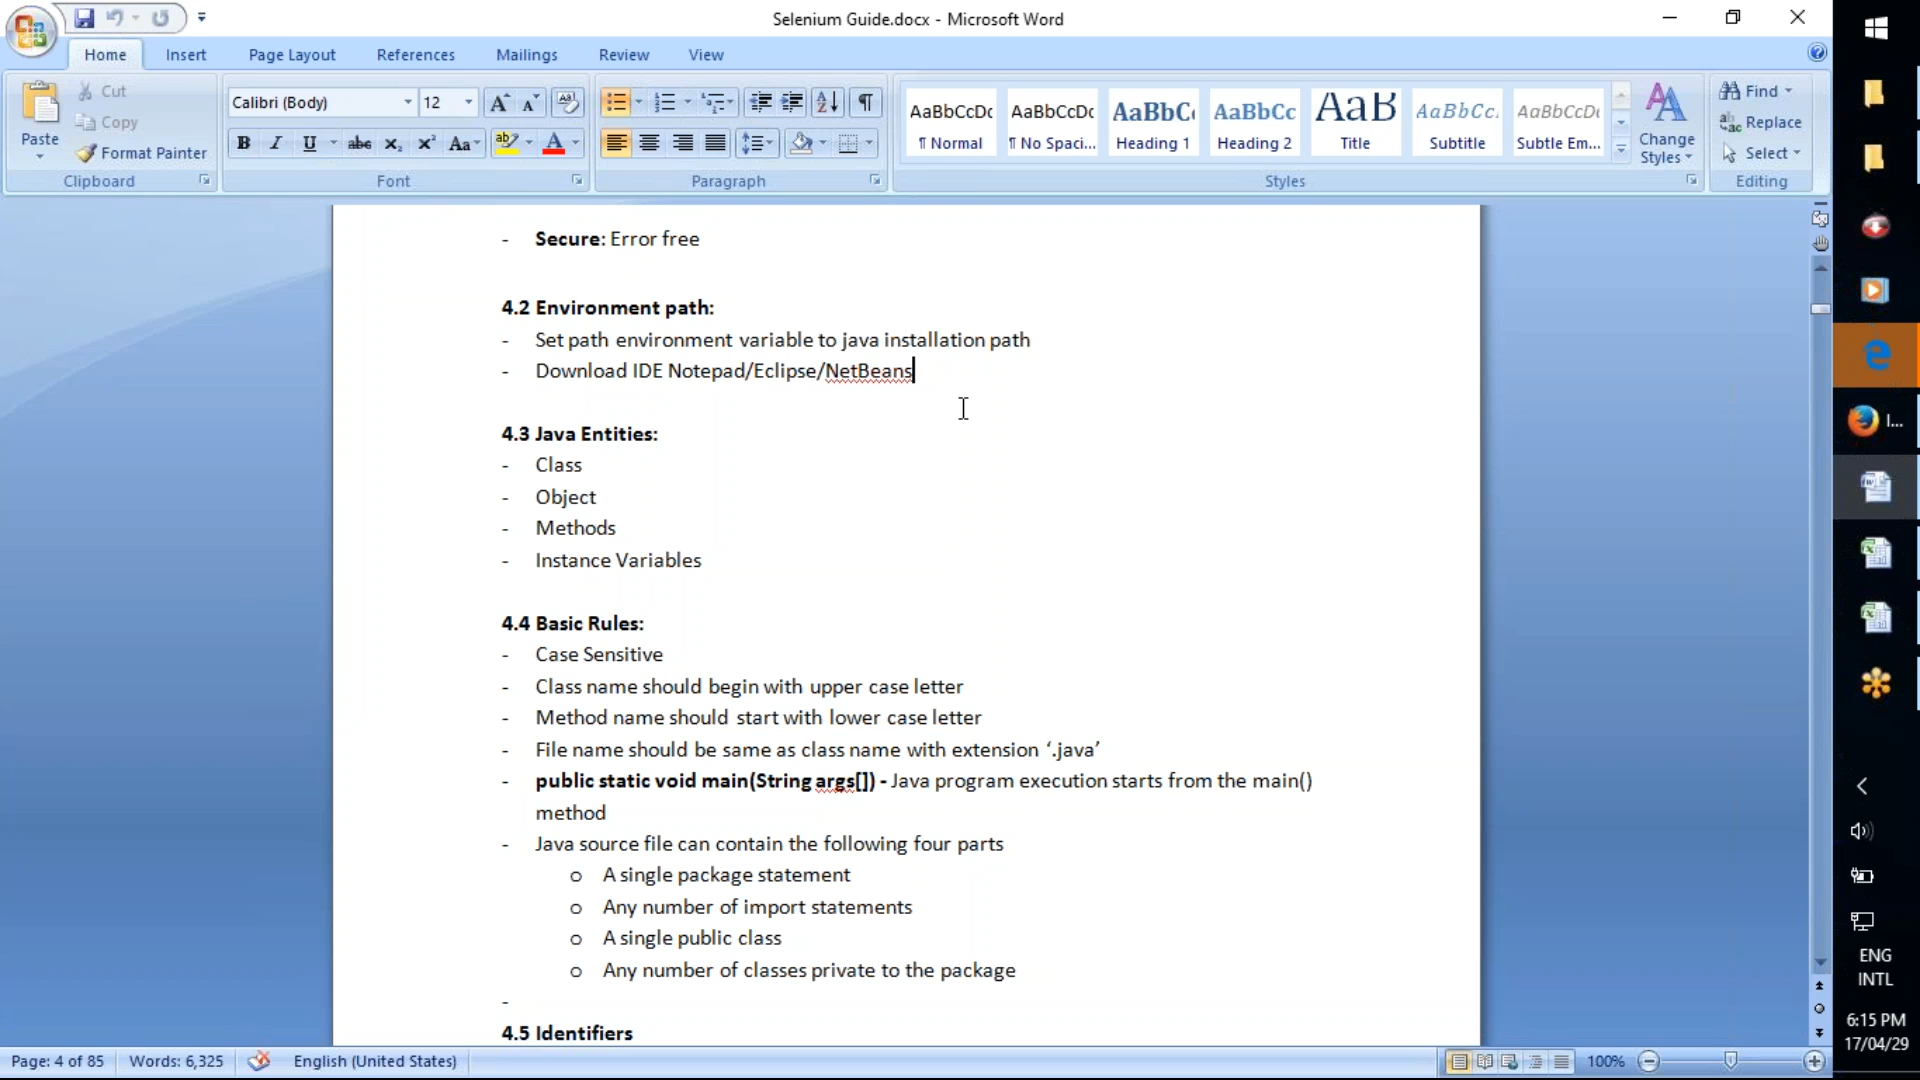 Selenium Guide.docx - Microsoft Word
Home Insert Page Layout References Mailings Review View
Paste
Cut
Copy
Format Painter
Clipboard
Calibri (Body) 12
Font
Paragraph
AaBbCcDc AaBbCcDc AaBbC AaBbCc AaB AaBbCc. AaBbCcDc
¶ Normal ¶ No Spaci... Heading 1 Heading 2 Title Subtitle Subtle Em...
Change Styles
Styles
Find
Replace
Select
Editing
- Secure: Error free
4.2 Environment path:
- Set path environment variable to java installation path
- Download IDE Notepad/Eclipse/NetBeans
4.3 Java Entities:
- Class
- Object
- Methods
- Instance Variables
4.4 Basic Rules:
- Case Sensitive
- Class name should begin with upper case letter
- Method name should start with lower case letter
- File name should be same as class name with extension ‘.java’
- public static void main(String args[]) - Java program execution starts from the main()
method
- Java source file can contain the following four parts
o A single package statement
o Any number of import statements
o A single public class
o Any number of classes private to the package
-
4.5 Identifiers
Page: 4 of 85 Words: 6,325 English (United States) 100%
I...
ENG
INTL
6:15 PM
17/04/29